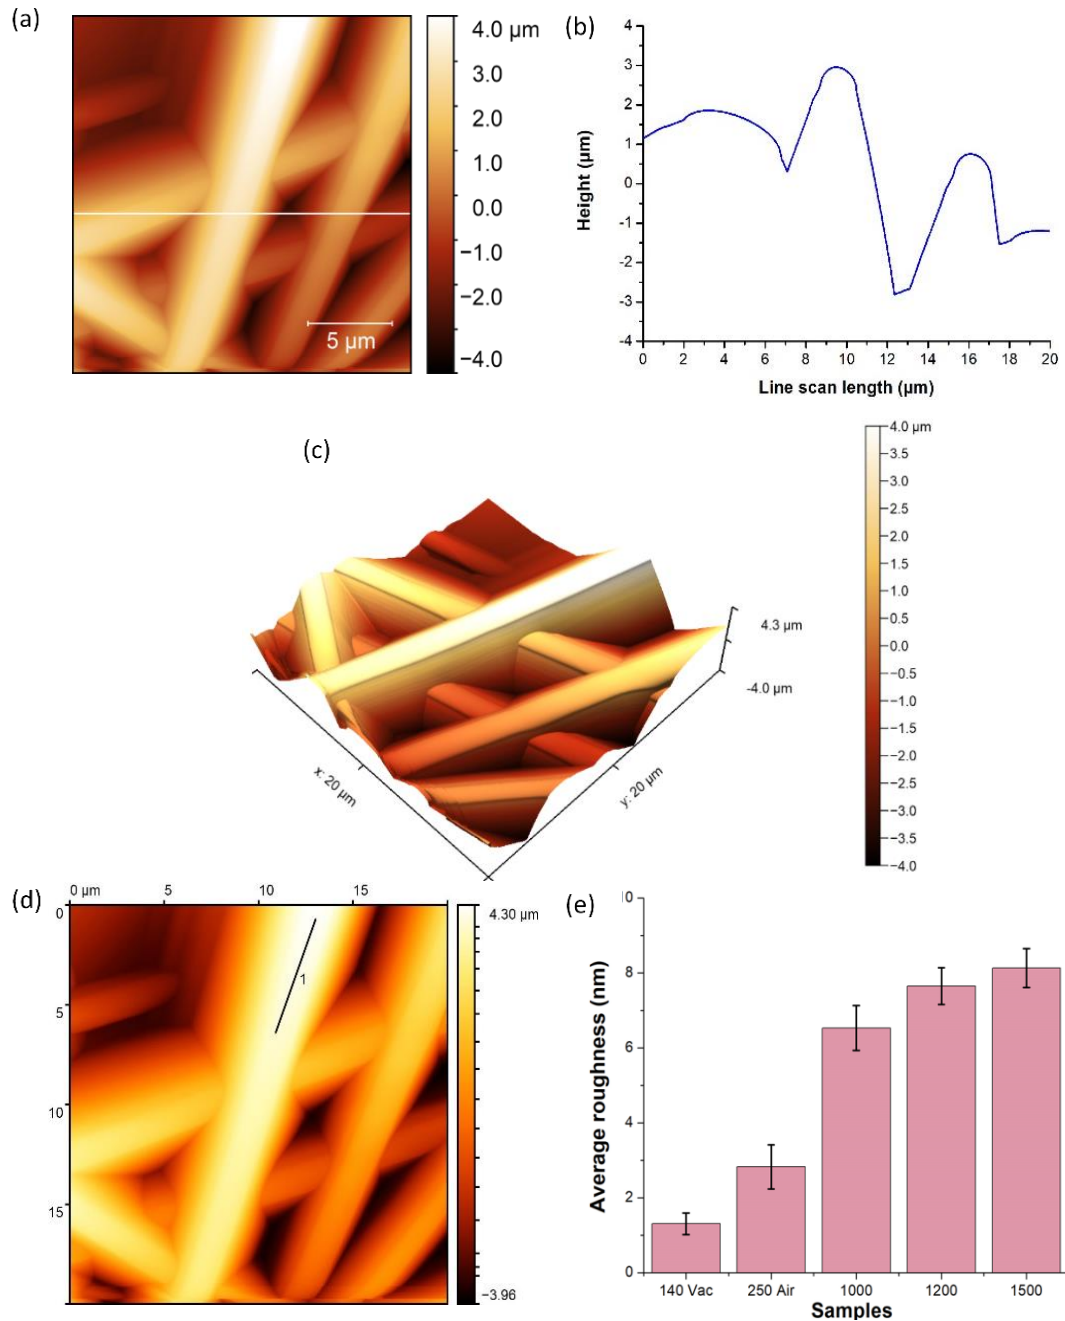 (a)
4.0 µm
3.0
2.0
1.0
0.0
−1.0
−2.0
−4.0
5 µm
(b)
4
3
2
1
0
-1
-2
-3
-4
Height (µm)
0 2 4 6 8 10 12 14 16 18 20
Line scan length (µm)
(c)
4.0 µm
3.5
3.0
2.5
2.0
1.5
1.0
0.5
0.0
−0.5
−1.0
−1.5
−2.0
−2.5
−3.0
−3.5
−4.0
4.3 µm
-4.0 µm
x: 20 µm
y: 20 µm
(d)
0 µm 5 10 15
0
5
10
15
1
4.30 µm
−3.96
(e)
10
8
6
4
2
0
Average roughness (nm)
140 Vac 250 Air 1000 1200 1500
Samples